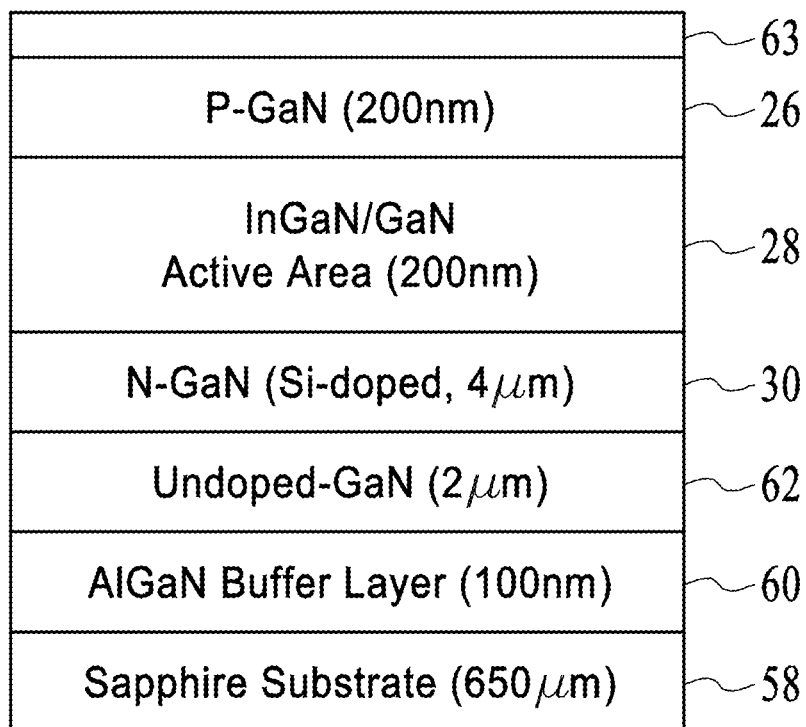 63
P-GaN (200nm) 26
InGaN/GaN
Active Area (200nm) 28
N-GaN (Si-doped, 4μm) 30
Undoped-GaN (2μm) 62
AlGaN Buffer Layer (100nm) 60
Sapphire Substrate (650μm) 58